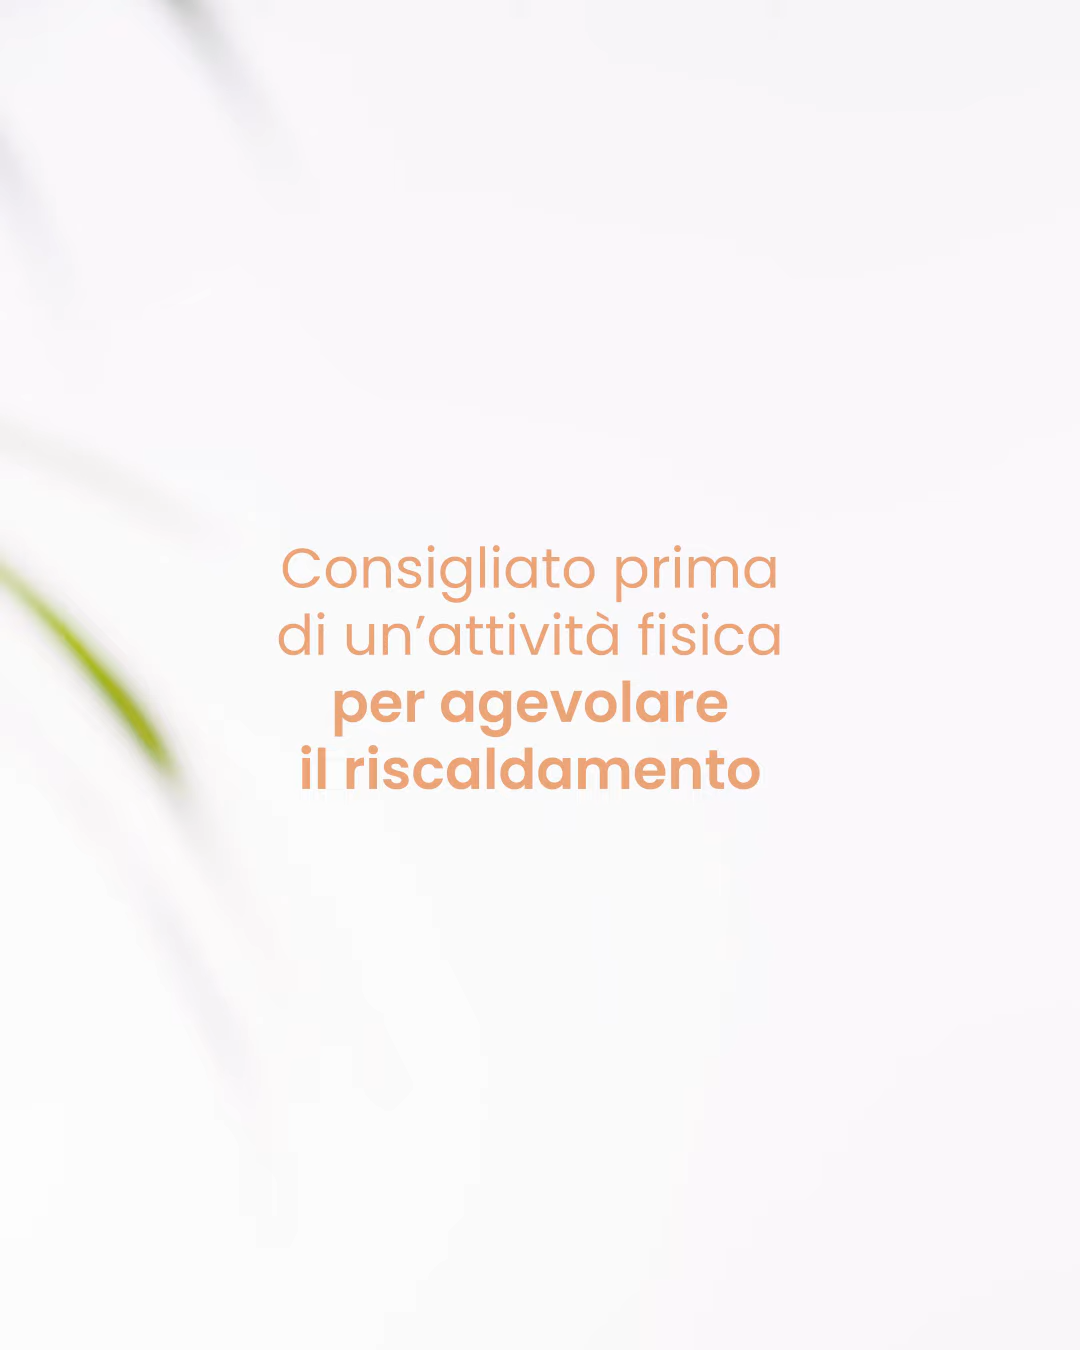 Consigliato prima
di un’attività fisica
per agevolare
il riscaldamento